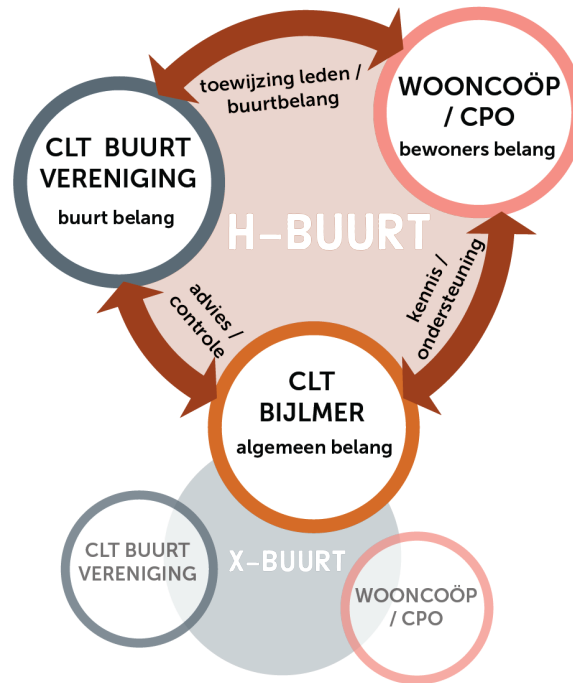 toewijzing leden /
buurtbelang
CLT BUURT
VERENIGING
buurt belang
WOONCOÖP
/ CPO
bewoners belang
H-BUURT
advies /
controle
kennis /
ondersteuning
CLT
BIJLMER
algemeen belang
X-BUURT
CLT BUURT
VERENIGING
WOONCOÖP
/ CPO